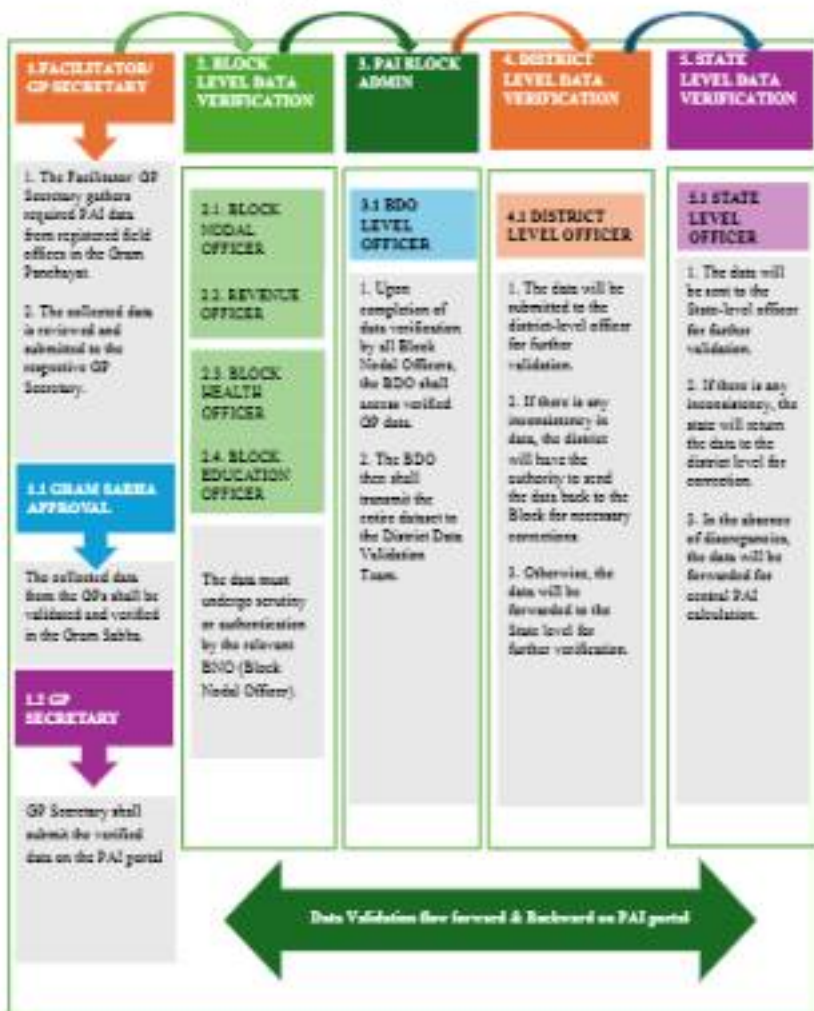 1.FACILITATOR/
GP SECRETARY
1. The Facilitator/GP
Secretary gathers
required PAI data
from registered field
offices in the Gram
Panchayat.
2. The collected data
is reviewed and
submitted to the
respective GP
Secretary.
1.1 GRAM SABHA
APPROVAL
The collected data
from the GPs shall be
validated and verified
in the Gram Sabha.
1.2 GP
SECRETARY
GP Secretary shall
submit the verified
data on the PAI portal
2. BLOCK
LEVEL DATA
VERIFICATION
2.1. BLOCK
NODAL
OFFICER
2.2. REVENUE
OFFICER
2.3. BLOCK
HEALTH
OFFICER
2.4. BLOCK
EDUCATION
OFFICER
The data must
undergo scrutiny
or authentication
by the relevant
BNO (Block
Nodal Officer).
3. PAI BLOCK
ADMIN
3.1 BDO
LEVEL
OFFICER
1. Upon
completion of
data verification
by all Block
Nodal Officers,
the BDO shall
access verified
GP data.
2. The BDO
then shall
transmit the
entire dataset to
the District Data
Validation
Team.
4. DISTRICT
LEVEL DATA
VERIFICATION
4.1 DISTRICT
LEVEL OFFICER
1. The data will be
submitted to the
district-level officer
for further
validation.
2. If there is any
inconsistency in
data, the district
will have the
authority to send
the data back to the
Block for necessary
corrections
3. Otherwise, the
data will be
forwarded to the
State level for
further verification.
5. STATE
LEVEL DATA
VERIFICATION
5.1 STATE
LEVEL
OFFICER
1. The data will
be sent to the
State-level officer
for further
validation.
2. If there is any
inconsistency, the
state will return
the data to the
district level for
correction.
3. In the absence
of discrepancies,
the data will be
forwarded for
central PAI
calculation.
Data Validation flow forward & Backward on PAI portal